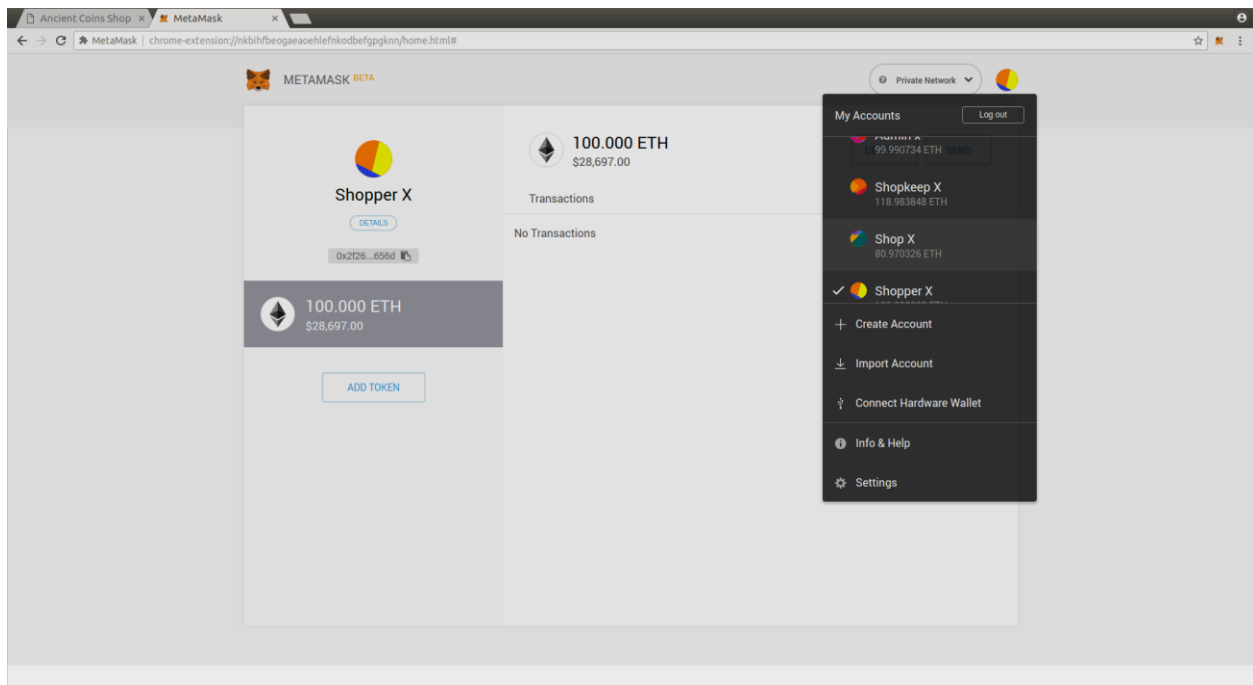 Ancient Coins Shop
MetaMask
MetaMask | chrome-extension://nkbihfbeogaeaoehlefnkodbefgpgknn/home.html#
METAMASK BETA
Private Network
My Accounts
Log out
Admin X
99.990734 ETH
SEND
Shopkeep X
118.983848 ETH
Shop X
80.970326 ETH
Shopper X
Create Account
Import Account
Connect Hardware Wallet
Info & Help
Settings
Shopper X
DETAILS
0x2f26...656d
100.000 ETH
$28,697.00
ADD TOKEN
100.000 ETH
$28,697.00
Transactions
No Transactions